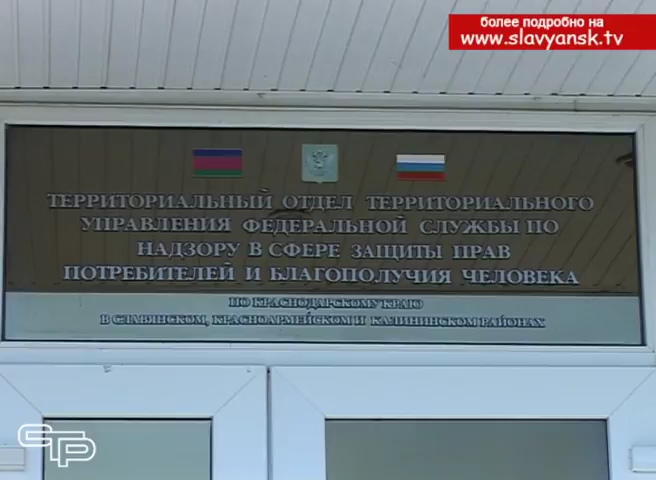 более подробно на
www.slavyansk.tv
ТЕРРИТОРИАЛЬНЫЙ ОТДЕЛ ТЕРРИТОРИАЛЬНОГО
УПРАВЛЕНИЯ ФЕДЕРАЛЬНОЙ СЛУЖБЫ ПО
НАДЗОРУ В СФЕРЕ ЗАЩИТЫ ПРАВ
ПОТРЕБИТЕЛЕЙ И БЛАГОПОЛУЧИЯ ЧЕЛОВЕКА
ПО КРАСНОДАРСКОМУ КРАЮ
В СЛАВЯНСКОМ, КРАСНОАРМЕЙСКОМ И КАЛИНИНСКОМ РАЙОНАХ
СТР